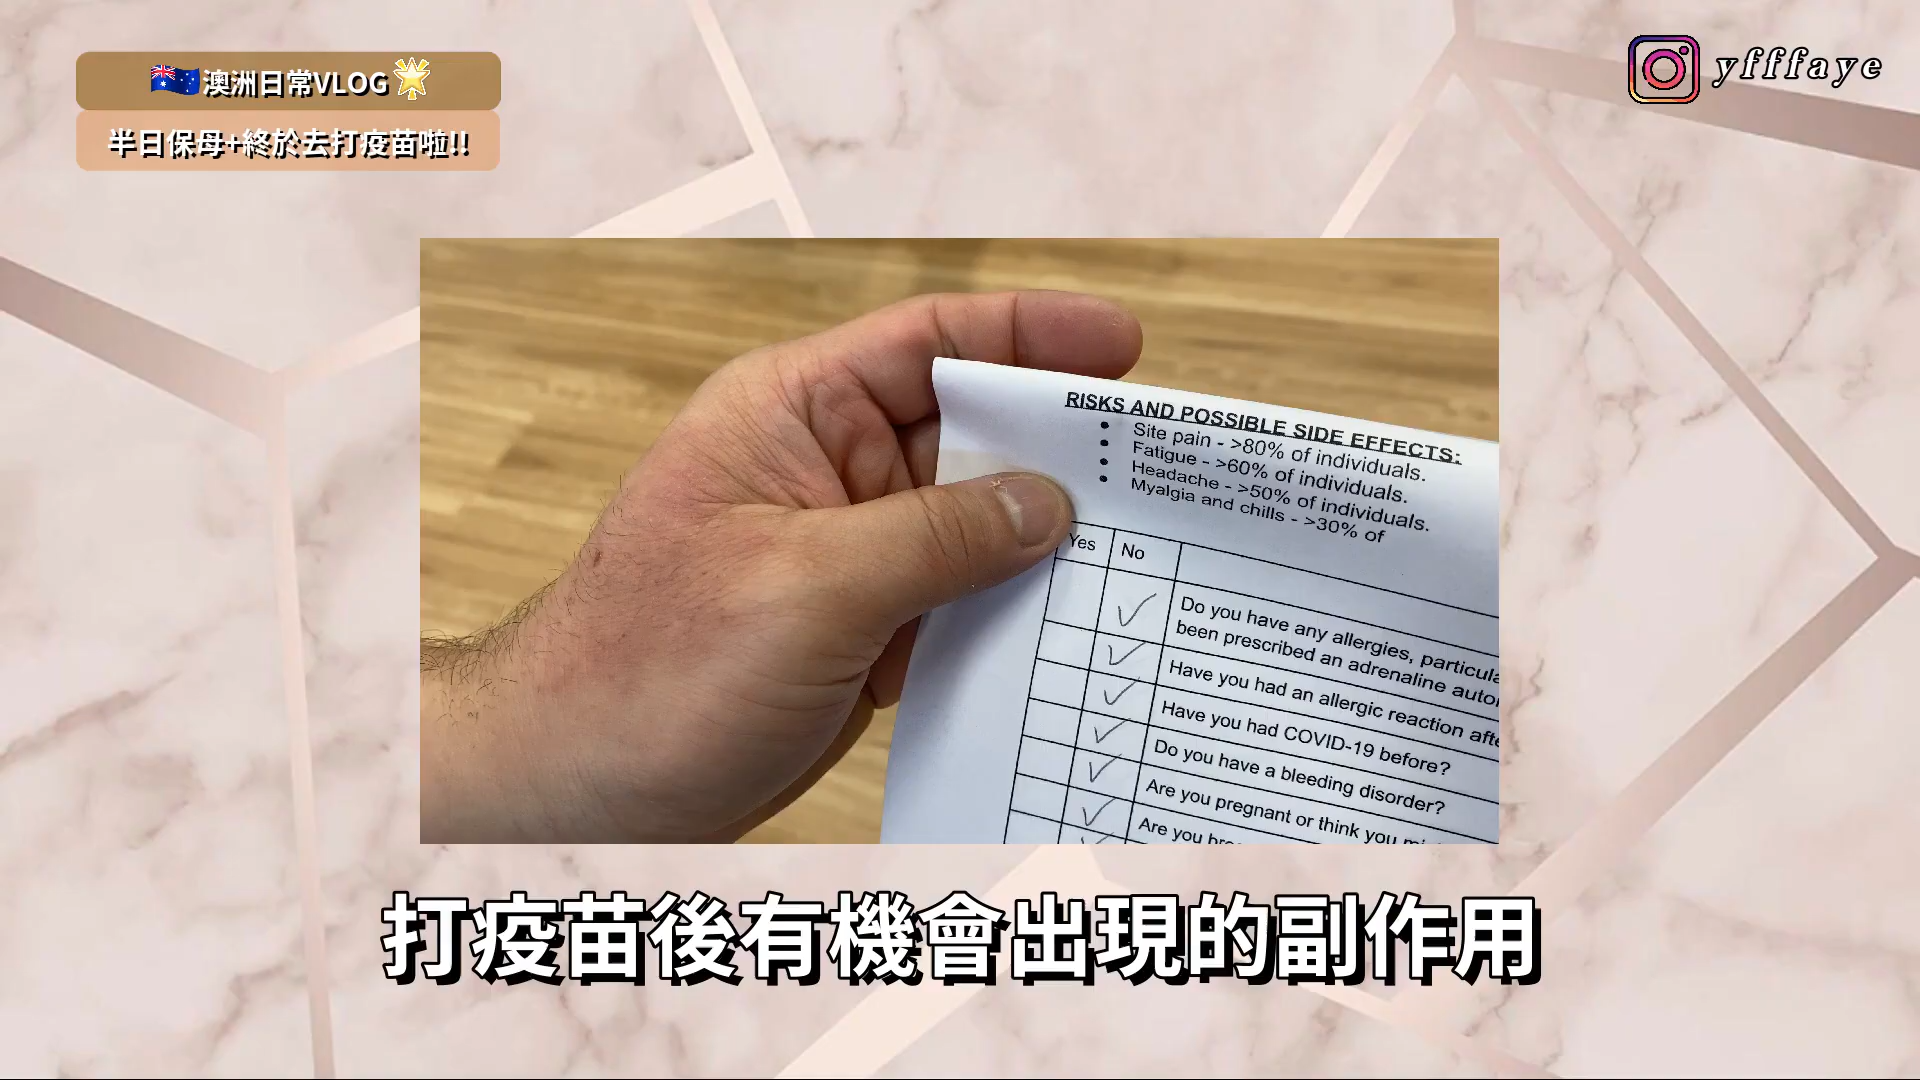 澳洲日常VLOG
半日保母+終於去打疫苗啦!!
yfffaye
RISKS AND POSSIBLE SIDE EFFECTS:
Site pain - >80% of individuals.
Fatigue - >60% of individuals.
Headache - >50% of individuals.
Myalgia and chills - >30% of
Yes No
Do you have any allergies, particula
been prescribed an adrenaline auto
Have you had an allergic reaction afte
Have you had COVID-19 before?
Do you have a bleeding disorder?
Are you pregnant or think you mi
Are you bre
打疫苗後有機會出現的副作用